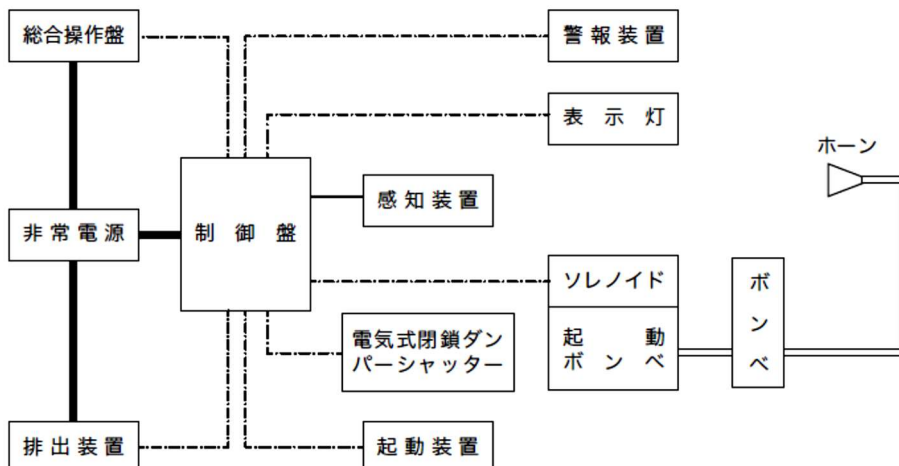 総合操作盤
警報装置
表示灯
ホーン
感知装置
非常電源
制御盤
ソレノイド
起動
ボンベ
ボンベ
電気式閉鎖ダン
パーシャッター
排出装置
起動装置